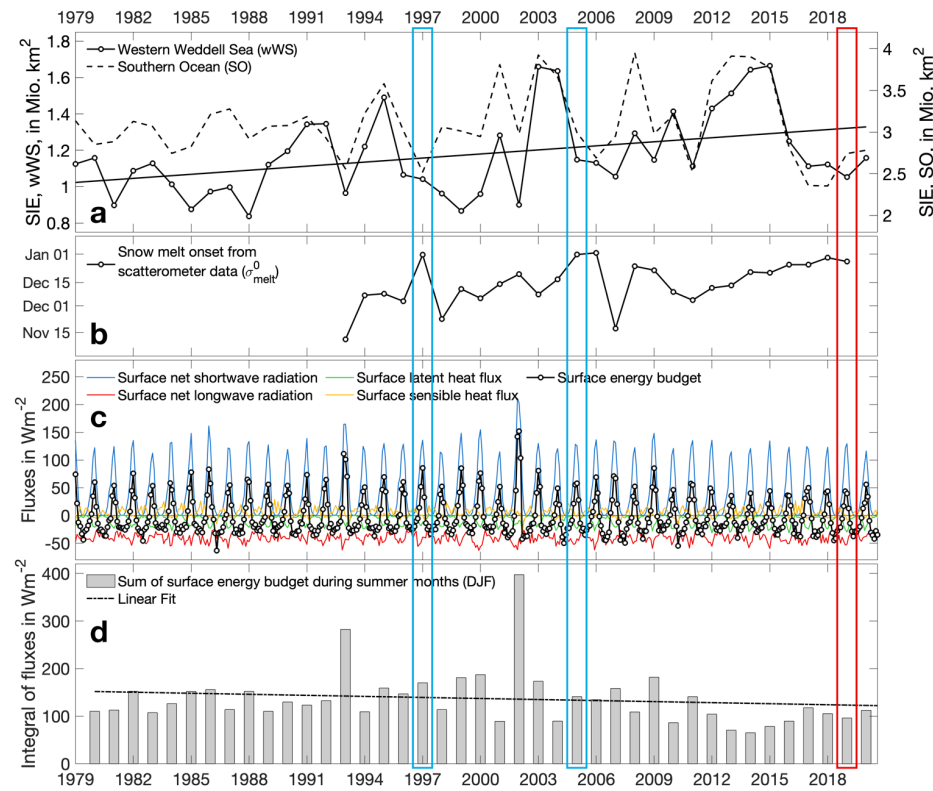 1979 1982 1985 1988 1991 1994 1997 2000 2003 2006 2009 2012 2015 2018
1.8
1.6
1.4
1.2
1
0.8
SIE, wWS, in Mio. km²
Western Weddell Sea (wWS)
Southern Ocean (SO)
a
4
3.5
3
2.5
2
SIE, SO, in Mio. km²
Jan 01
Dec 15
Dec 01
Nov 15
Snow melt onset from
scatterometer data (σ⁰melt)
b
250
200
150
100
50
0
-50
Fluxes in Wm⁻²
Surface net shortwave radiation Surface latent heat flux Surface energy budget
Surface net longwave radiation Surface sensible heat flux
c
400
300
200
100
0
Integral of fluxes in Wm⁻²
Sum of surface energy budget during summer months (DJF)
Linear Fit
d
1979 1982 1985 1988 1991 1994 1997 2000 2003 2006 2009 2012 2015 2018